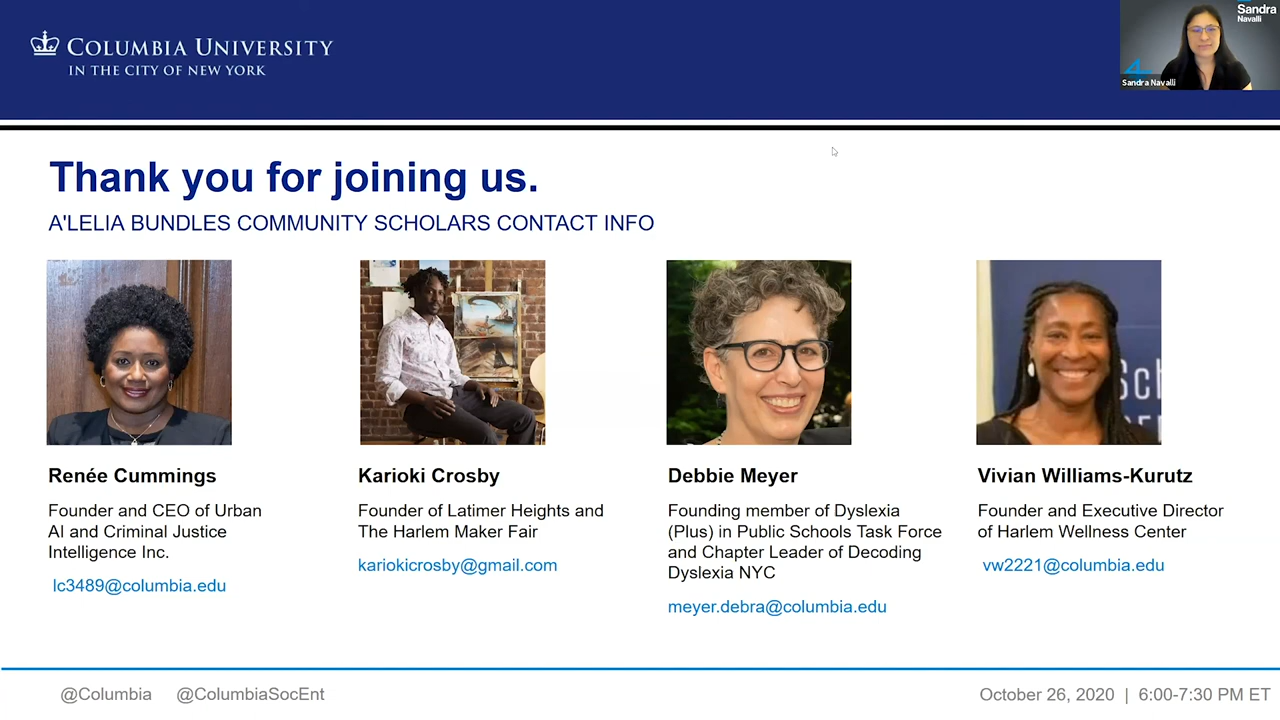 COLUMBIA UNIVERSITY
IN THE CITY OF NEW YORK
Sandra
Navalli
Sandra Navalli
Thank you for joining us.
A'LELIA BUNDLES COMMUNITY SCHOLARS CONTACT INFO
Sch
Renée Cummings
Founder and CEO of Urban
AI and Criminal Justice
Intelligence Inc.
lc3489@columbia.edu
Karioki Crosby
Founder of Latimer Heights and
The Harlem Maker Fair
kariokicrosby@gmail.com
Debbie Meyer
Founding member of Dyslexia
(Plus) in Public Schools Task Force
and Chapter Leader of Decoding
Dyslexia NYC
meyer.debra@columbia.edu
Vivian Williams-Kurutz
Founder and Executive Director
of Harlem Wellness Center
vw2221@columbia.edu
@Columbia @ColumbiaSocEnt
October 26, 2020 | 6:00-7:30 PM ET